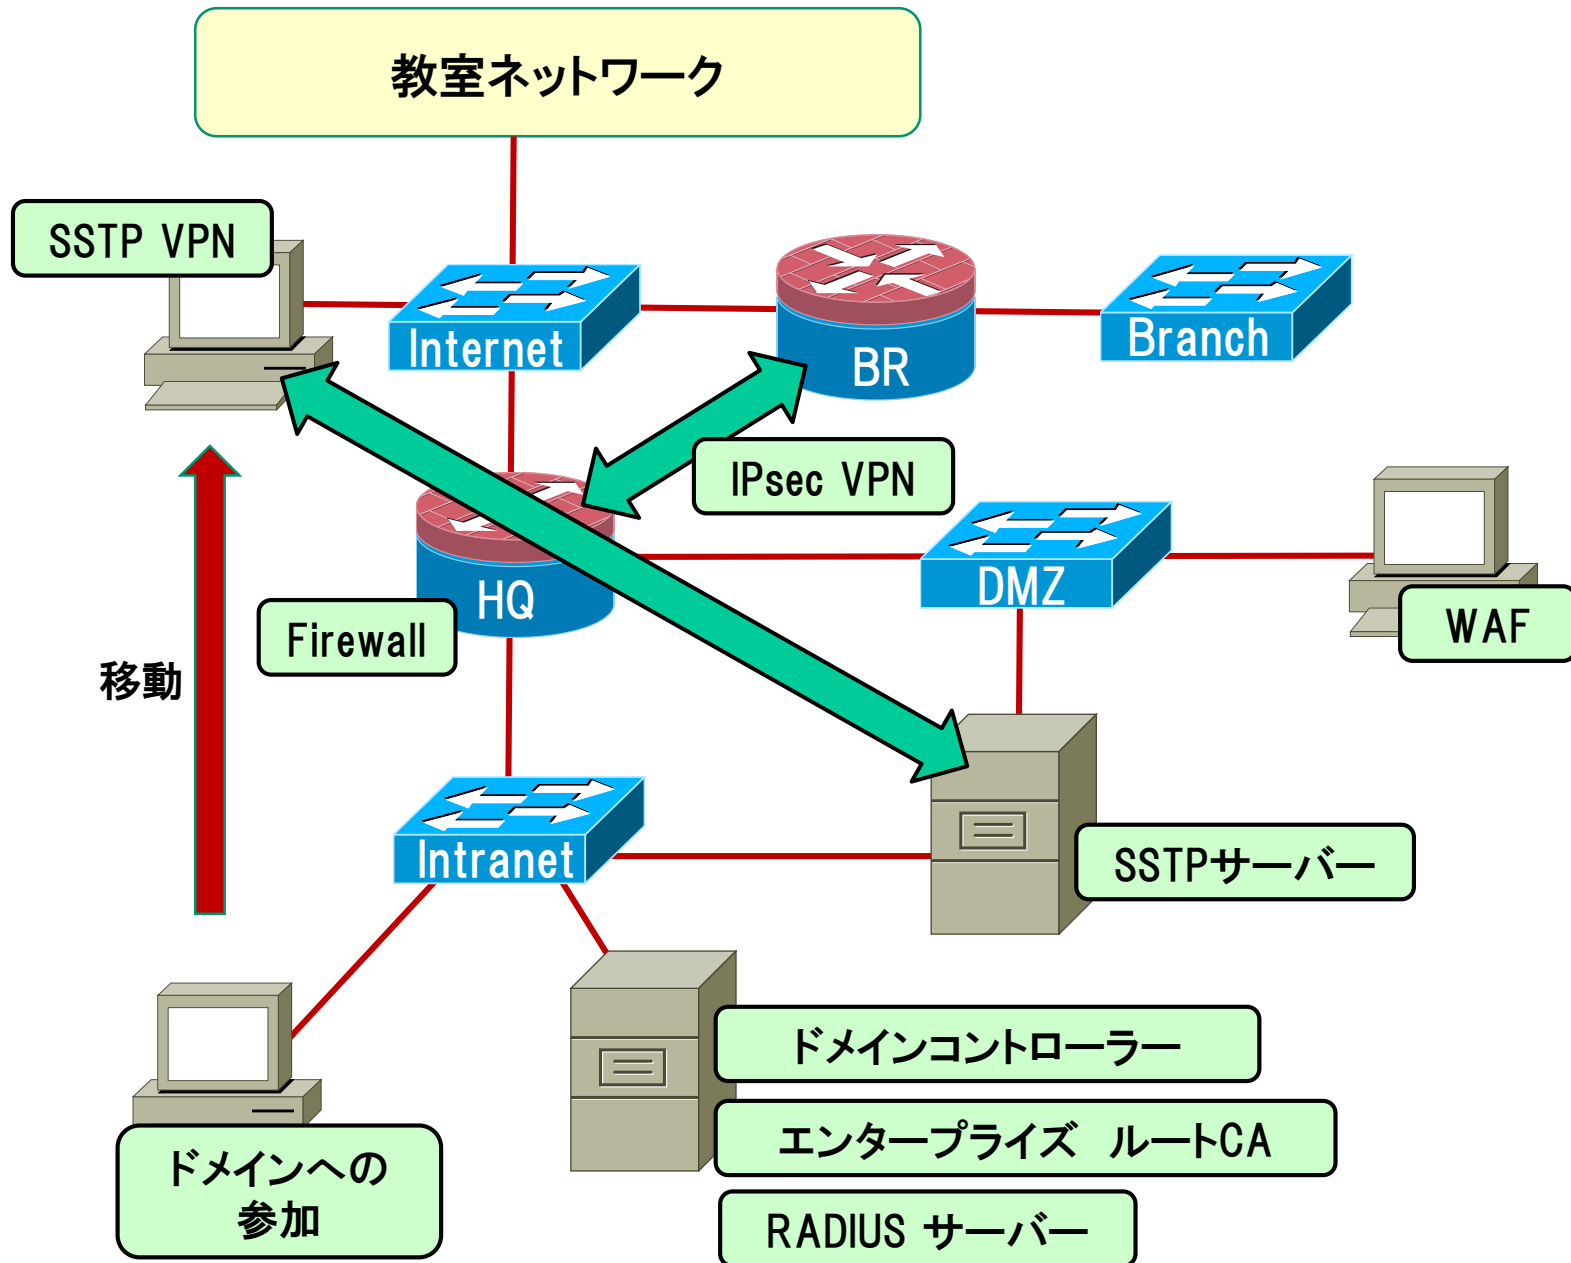 教室ネットワーク
SSTP VPN
Internet
BR
Branch
IPsec VPN
HQ
DMZ
Firewall
WAF
移動
Intranet
SSTPサーバー
ドメインコントローラー
エンタープライズ ルートCA
ドメインへの
参加
RADIUS サーバー